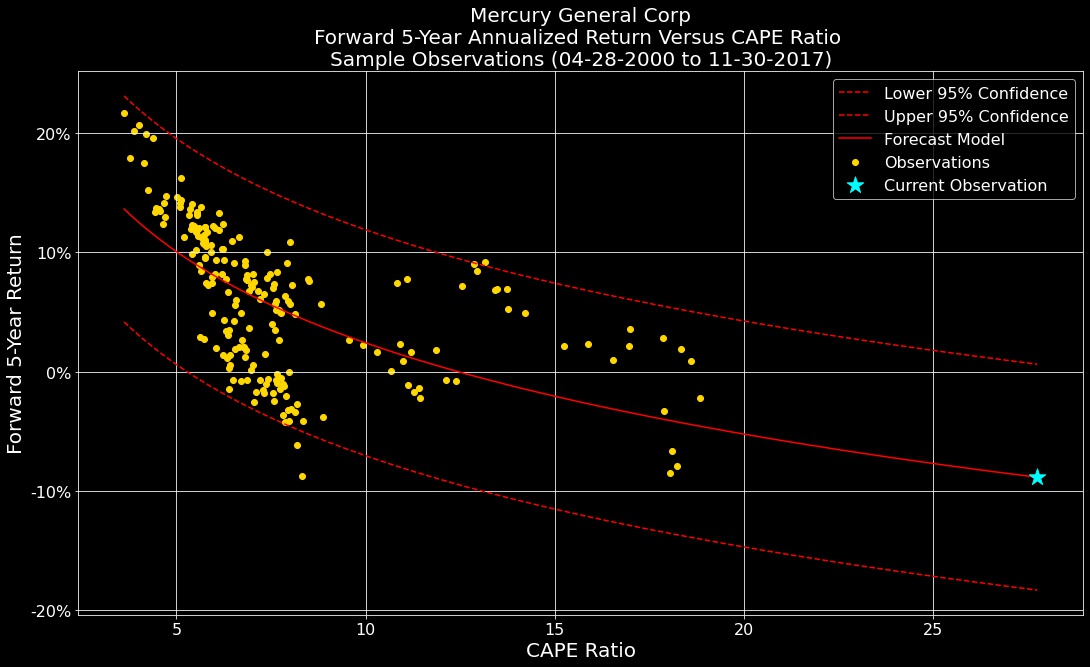 Mercury General Corp
Forward 5-Year Annualized Return Versus CAPE Ratio
Sample Observations (04-28-2000 to 11-30-2017)
Lower 95% Confidence
Upper 95% Confidence
Forecast Model
Observations
Current Observation
Forward 5-Year Return
20%
10%
0%
-10%
-20%
5 10 15 20 25
CAPE Ratio